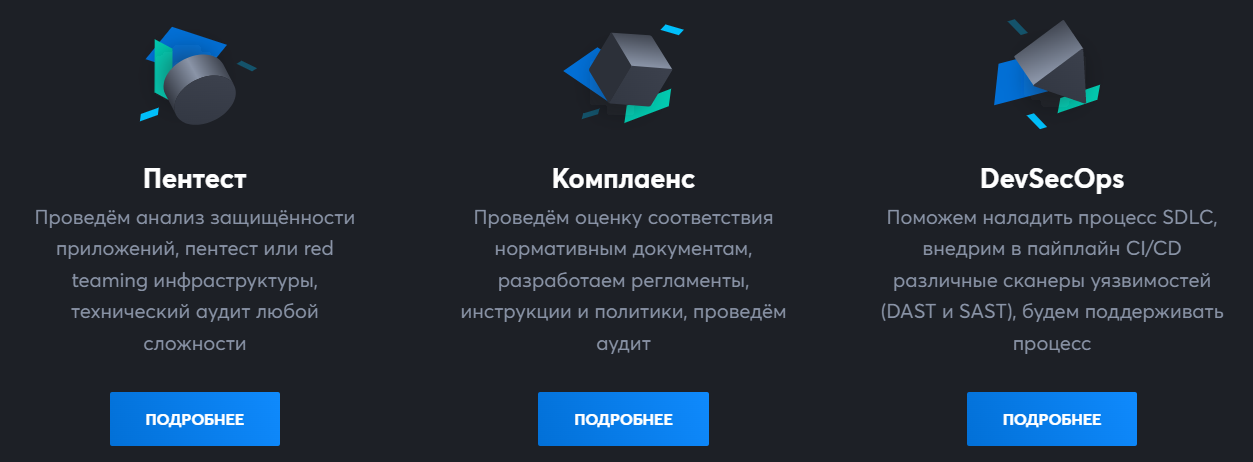 Пентест
Проведём анализ защищённости
приложений, пентест или red
teaming инфраструктуры,
технический аудит любой
сложности
ПОДРОБНЕЕ
Комплаенс
Проведём оценку соответствия
нормативным документам,
разработаем регламенты,
инструкции и политики, проведём
аудит
ПОДРОБНЕЕ
DevSecOps
Поможем наладить процесс SDLC,
внедрим в пайплайн CI/CD
различные сканеры уязвимостей
(DAST и SAST), будем поддерживать
процесс
ПОДРОБНЕЕ